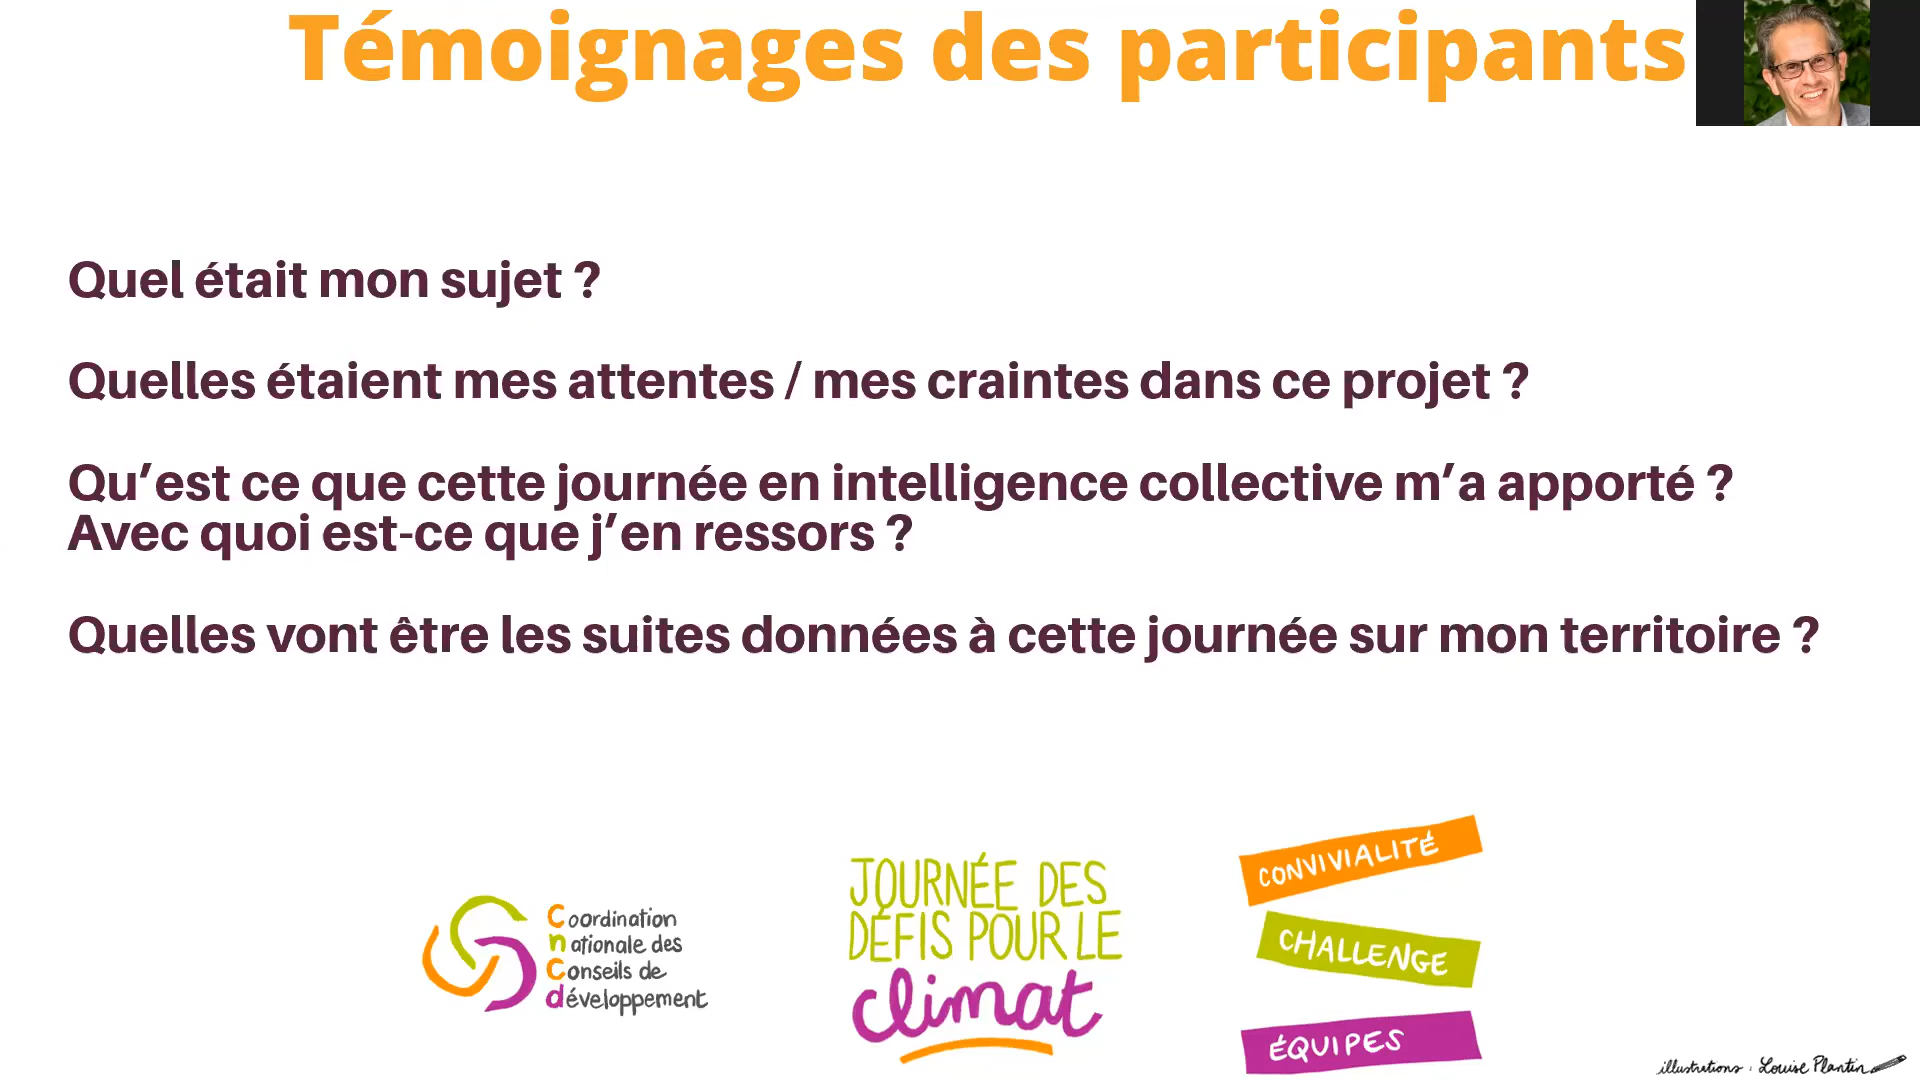 Témoignages des participants
Quel était mon sujet ?
Quelles étaient mes attentes / mes craintes dans ce projet ?
Qu’est ce que cette journée en intelligence collective m’a apporté ?
Avec quoi est-ce que j’en ressors ?
Quelles vont être les suites données à cette journée sur mon territoire ?
Coordination
nationale des
Conseils de
développement
JOURNÉE DES
DÉFIS POUR LE
climat
CONVIVIALITÉ
CHALLENGE
ÉQUIPES
illustrations : Louise Plantin